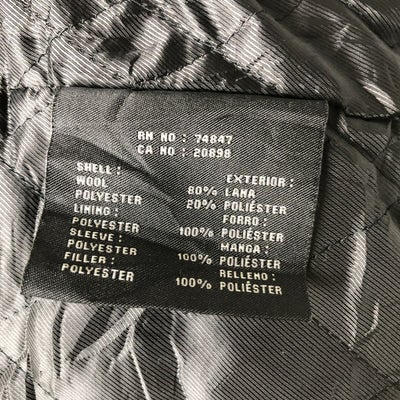 RN NO : 74847
CA NO : 20898
SHELL : EXTERIOR :
WOOL 80% LANA
POLYESTER 20% POLIÉSTER
LINING : FORRO :
POLYESTER 100% POLIÉSTER
SLEEVE : MANGA :
POLYESTER 100% POLIÉSTER
FILLER : RELLENO :
POLYESTER 100% POLIÉSTER